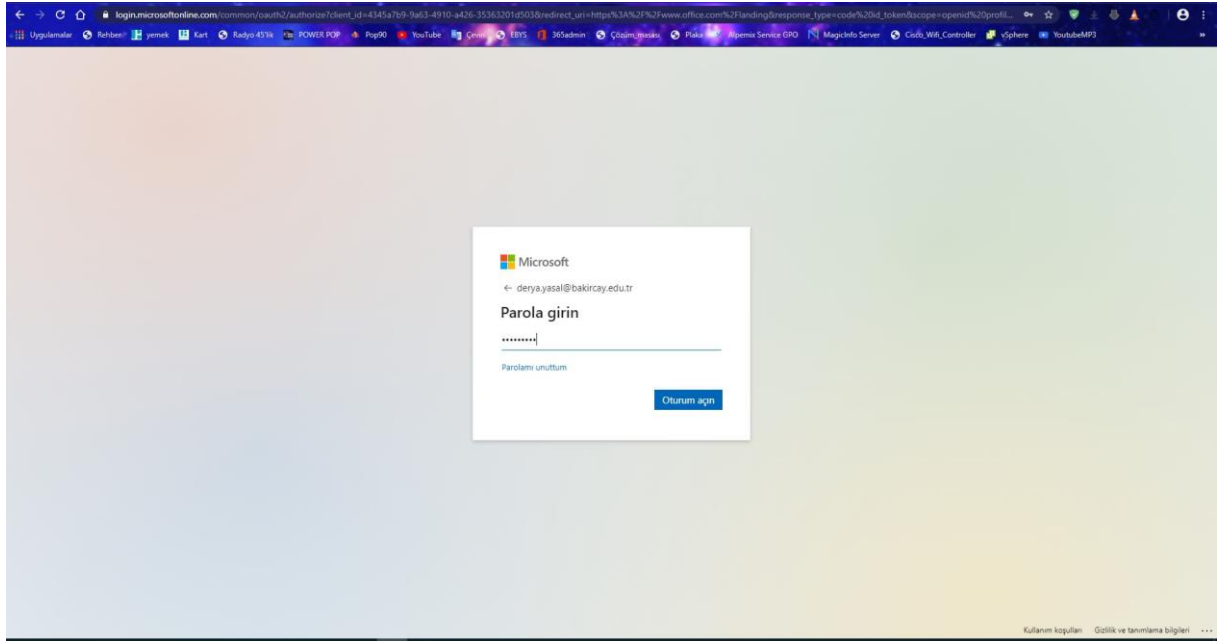 login.microsoftonline.com/common/oauth2/authorize?client_id=4345a7b9-9a63-4910-a426-35363201d503&redirect_uri=https%3A%2F%2Fwww.office.com%2Flanding&response_type=code%20id_token&scope=openid%20profil...
Uygulamalar Rehber yemek Kart Radyo 45'lik POWER POP Pop90 YouTube Çeviri EBYS 365admin Çözüm_masası Plaka Alpemix Service GPO MagicInfo Server Cisco_Wifi_Controller vSphere YoutubeMP3 »
Microsoft
← derya.yasal@bakircay.edu.tr
Parola girin
•••••••••
Parolamı unuttum
Oturum açın
Kullanım koşulları Gizlilik ve tanımlama bilgileri ...